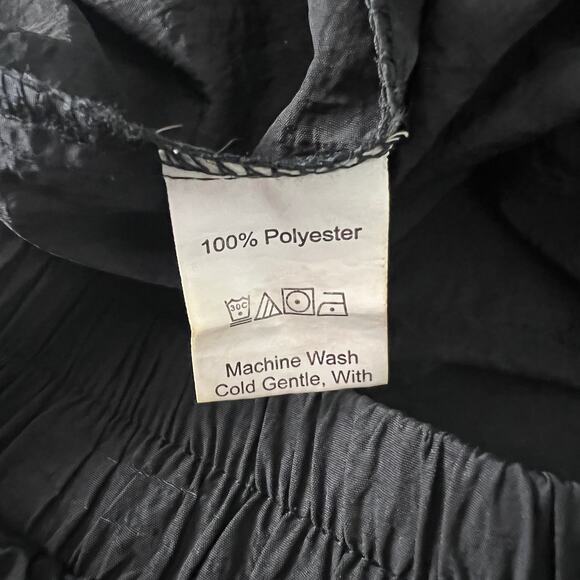 100% Polyester
30C
Machine Wash
Cold Gentle, With